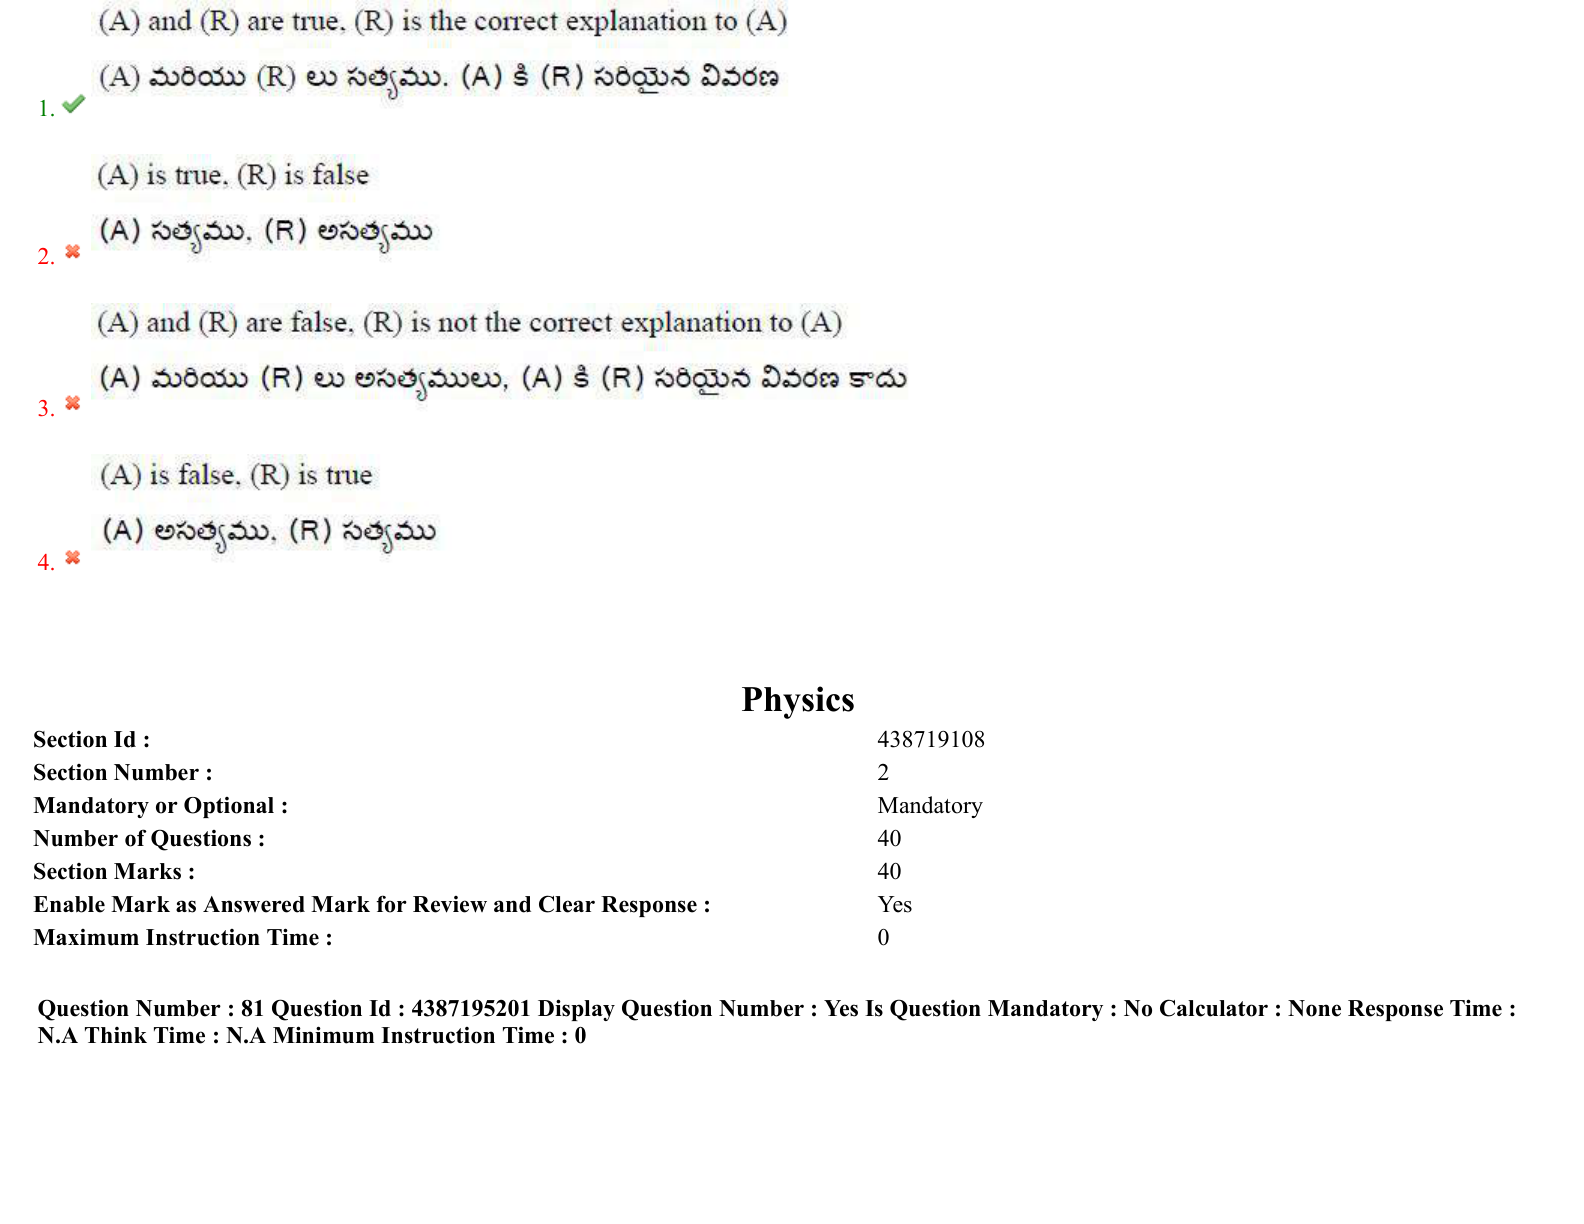 (A) and (R) are true, (R) is the correct explanation to (A)
(A) మరియు (R) లు సత్యము. (A) కి (R) సరియైన వివరణ
1.
(A) is true, (R) is false
(A) సత్యము, (R) అసత్యము
2.
(A) and (R) are false, (R) is not the correct explanation to (A)
(A) మరియు (R) లు అసత్యములు, (A) కి (R) సరియైన వివరణ కాదు
3.
(A) is false, (R) is true
(A) అసత్యము, (R) సత్యము
4.
Physics
Section Id : 438719108
Section Number : 2
Mandatory or Optional : Mandatory
Number of Questions : 40
Section Marks : 40
Enable Mark as Answered Mark for Review and Clear Response : Yes
Maximum Instruction Time : 0
Question Number : 81 Question Id : 4387195201 Display Question Number : Yes Is Question Mandatory : No Calculator : None Response Time :
N.A Think Time : N.A Minimum Instruction Time : 0